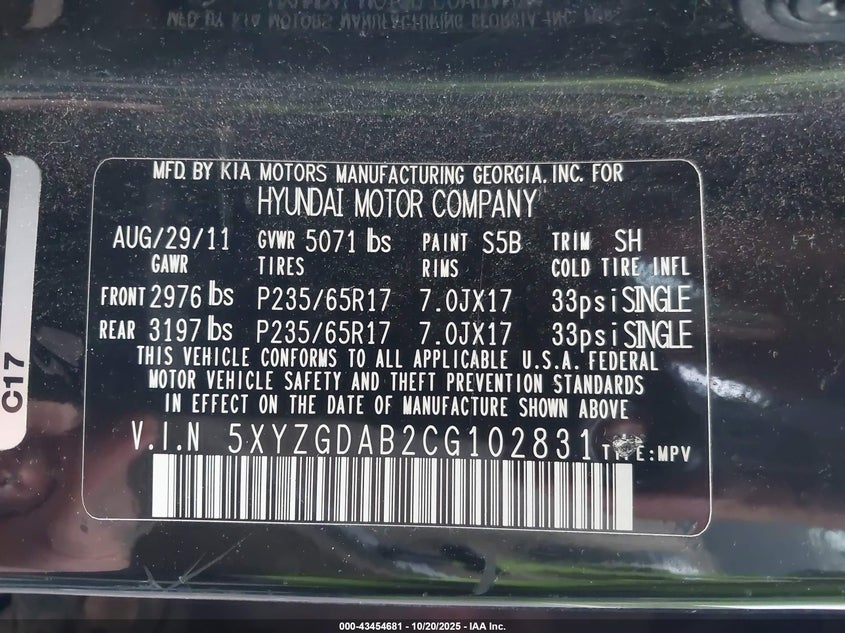 MFD. BY KIA MOTORS MANUFACTURING GEORGIA, INC. FOR
HYUNDAI MOTOR COMPANY
AUG/29/11 GVWR 5071 lbs PAINT S5B TRIM SH
GAWR TIRES RIMS COLD TIRE INFL
FRONT 2976 lbs P235/65R17 7.0JX17 33psi SINGLE
REAR 3197 lbs P235/65R17 7.0JX17 33psi SINGLE
THIS VEHICLE CONFORMS TO ALL APPLICABLE U.S.A. FEDERAL
MOTOR VEHICLE SAFETY AND THEFT PREVENTION STANDARDS
IN EFFECT ON THE DATE OF MANUFACTURE SHOWN ABOVE
V.I.N 5XYZGDAB2CG102831 TYPE:MPV
C17
000-43454681 - 10/20/2025 - IAA Inc.